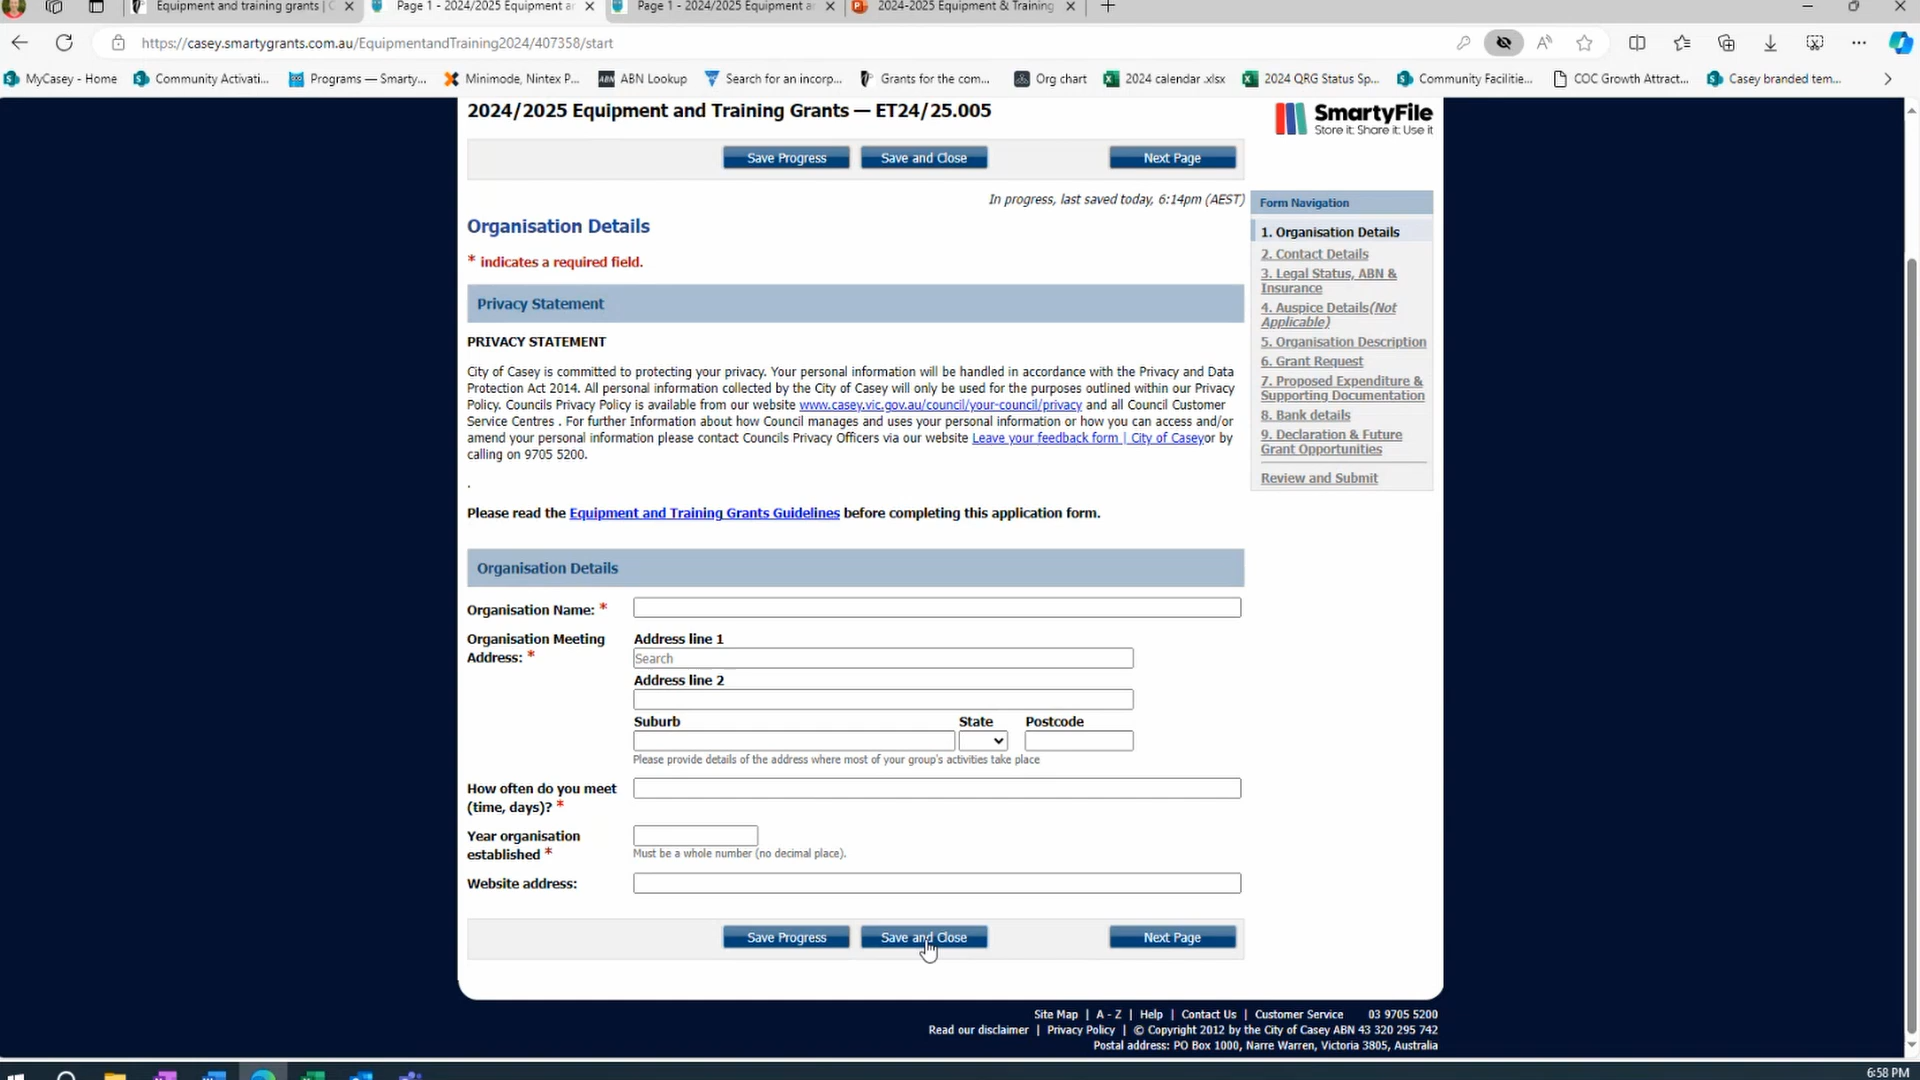 Equipment and training grants | C
Page 1 - 2024/2025 Equipment ar
Page 1 - 2024/2025 Equipment ar
2024-2025 Equipment & Training
https://casey.smartygrants.com.au/EquipmentandTraining2024/407358/start
MyCasey - Home
Community Activati...
Programs — Smarty...
Minimode, Nintex P...
ABN Lookup
Search for an incorp...
Grants for the com...
Org chart
2024 calendar .xlsx
2024 QRG Status Sp...
Community Facilitie...
COC Growth Attract...
Casey branded tem...
2024/2025 Equipment and Training Grants — ET24/25.005
SmartyFile
Store it: Share it: Use it
Save Progress
Save and Close
Next Page
In progress, last saved today, 6:14pm (AEST)
Form Navigation
1. Organisation Details
2. Contact Details
3. Legal Status, ABN &
Insurance
4. Auspice Details(Not
Applicable)
5. Organisation Description
6. Grant Request
7. Proposed Expenditure &
Supporting Documentation
8. Bank details
9. Declaration & Future
Grant Opportunities
Review and Submit
Organisation Details
* indicates a required field.
Privacy Statement
PRIVACY STATEMENT
City of Casey is committed to protecting your privacy. Your personal information will be handled in accordance with the Privacy and Data
Protection Act 2014. All personal information collected by the City of Casey will only be used for the purposes outlined within our Privacy
Policy. Councils Privacy Policy is available from our website www.casey.vic.gov.au/council/your-council/privacy and all Council Customer
Service Centres . For further Information about how Council manages and uses your personal information or how you can access and/or
amend your personal information please contact Councils Privacy Officers via our website Leave your feedback form | City of Caseyor by
calling on 9705 5200.
.
Please read the Equipment and Training Grants Guidelines before completing this application form.
Organisation Details
Organisation Name: *
Organisation Meeting
Address: *
Address line 1
Search
Address line 2
Suburb
State
Postcode
Please provide details of the address where most of your group's activities take place
How often do you meet
(time, days)? *
Year organisation
established *
Must be a whole number (no decimal place).
Website address:
Save Progress
Save and Close
Next Page
Site Map | A - Z | Help | Contact Us | Customer Service 03 9705 5200
Read our disclaimer | Privacy Policy | © Copyright 2012 by the City of Casey ABN 43 320 295 742
Postal address: PO Box 1000, Narre Warren, Victoria 3805, Australia
6:58 PM